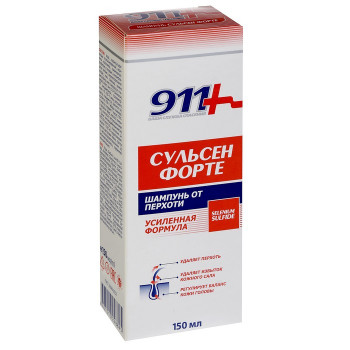 911+
СУЛЬСЕН
ФОРТЕ
ШАМПУНЬ ОТ
ПЕРХОТИ
УСИЛЕННАЯ
ФОРМУЛА
SELENIUM
SULFIDE
УДАЛЯЕТ ПЕРХОТЬ
УДАЛЯЕТ ИЗБЫТОК
КОЖНОГО САЛА
РЕГУЛИРУЕТ БАЛАНС
КОЖИ ГОЛОВЫ
150 мл